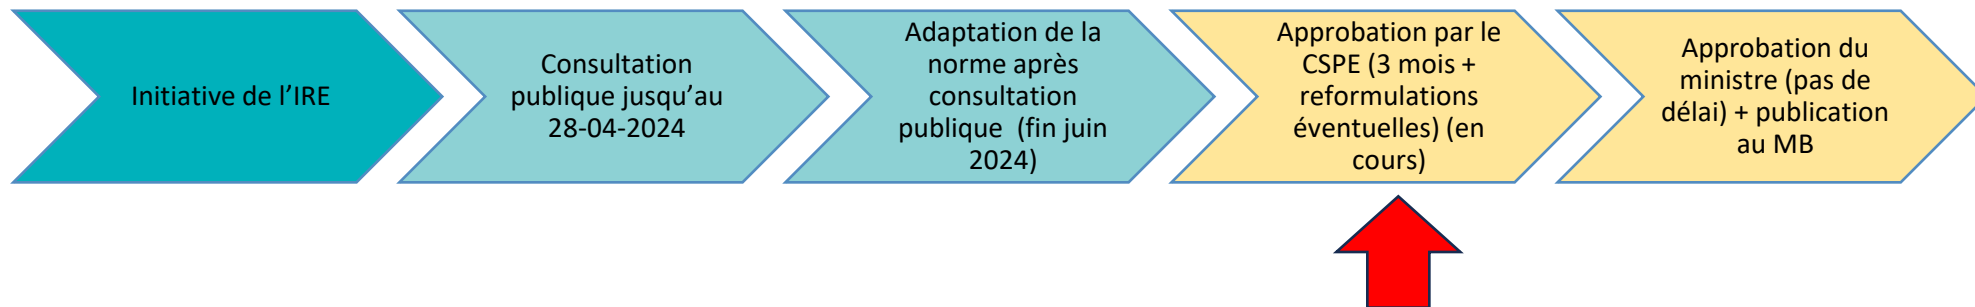 Initiative de l'IRE
Consultation
publique jusqu'au
28-04-2024
Adaptation de la
norme après
consultation
publique (fin juin
2024)
Approbation par le
CSPE (3 mois +
reformulations
éventuelles) (en
cours)
Approbation du
ministre (pas de
délai) + publication
au MB